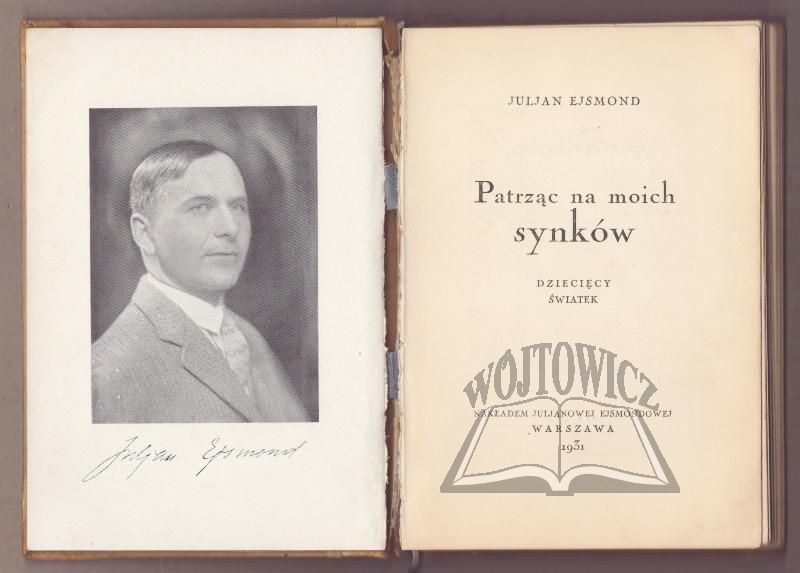 Juljan Ejsmond
JULJAN EJSMOND
Patrząc na moich
synków
DZIECIĘCY
ŚWIATEK
WÓJTOWICZ
NAKŁADEM JULJANOWEJ EJSMONDOWEJ
WARSZAWA
1931